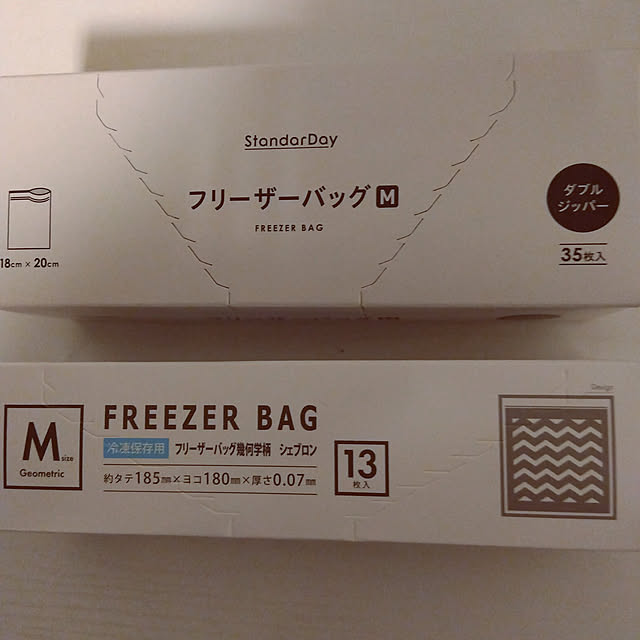 StandarDay
フリーザーバッグ M
FREEZER BAG
ダブル
ジッパー
35枚入
18cm × 20cm
M
size
Geometric
FREEZER BAG
冷凍保存用 フリーザーバッグ幾何学柄 シェブロン
約タテ185mm×ヨコ180mm×厚さ0.07mm
13
枚入
Design